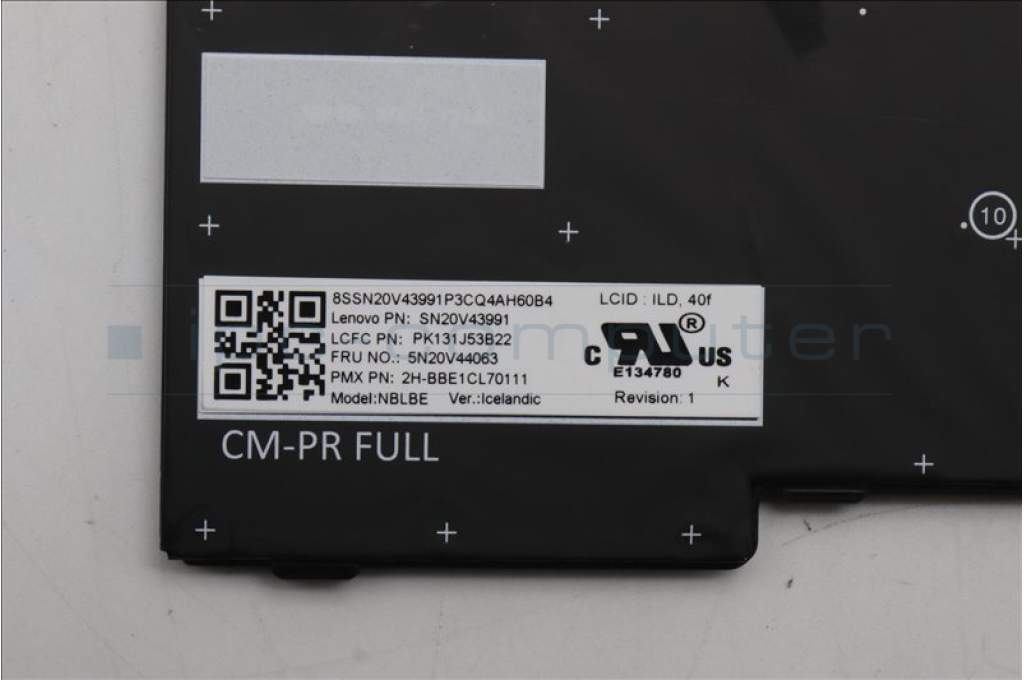 10
8SSN20V43991P3CQ4AH60B4
Lenovo PN: SN20V43991
LCFC PN: PK131J53B22
FRU NO.: 5N20V44063
PMX PN: 2H-BBE1CL70111
Model:NBLBE Ver.:Icelandic
LCID : ILD, 40f
R
C US
E134780
K
Revision: 1
computer
CM-PR FULL